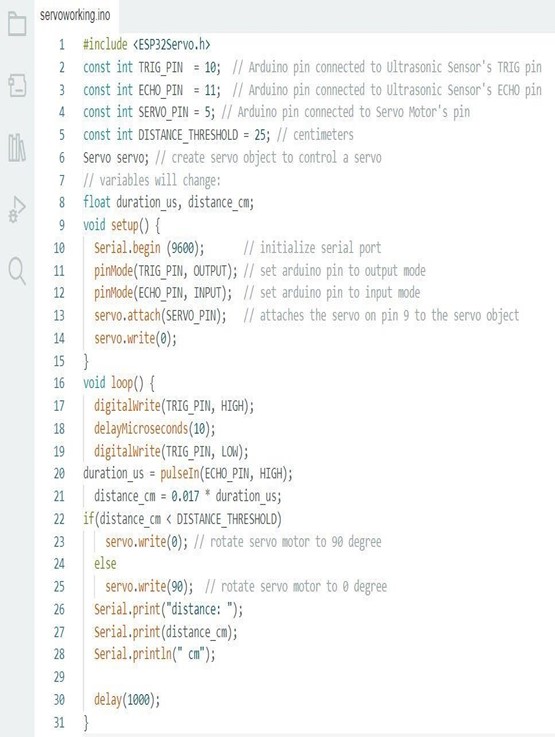 servoworking.ino
1 #include <ESP32Servo.h>
2 const int TRIG_PIN  = 10;  // Arduino pin connected to Ultrasonic Sensor's TRIG pin
3 const int ECHO_PIN  = 11;  // Arduino pin connected to Ultrasonic Sensor's ECHO pin
4 const int SERVO_PIN = 5; // Arduino pin connected to Servo Motor's pin
5 const int DISTANCE_THRESHOLD = 25; // centimeters
6 Servo servo; // create servo object to control a servo
7 // variables will change:
8 float duration_us, distance_cm;
9 void setup() {
10   Serial.begin (9600);       // initialize serial port
11   pinMode(TRIG_PIN, OUTPUT); // set arduino pin to output mode
12   pinMode(ECHO_PIN, INPUT);  // set arduino pin to input mode
13   servo.attach(SERVO_PIN);   // attaches the servo on pin 9 to the servo object
14   servo.write(0);
15 }
16 void loop() {
17   digitalWrite(TRIG_PIN, HIGH);
18   delayMicroseconds(10);
19   digitalWrite(TRIG_PIN, LOW);
20 duration_us = pulseIn(ECHO_PIN, HIGH);
21   distance_cm = 0.017 * duration_us;
22 if(distance_cm < DISTANCE_THRESHOLD)
23     servo.write(0); // rotate servo motor to 90 degree
24   else
25     servo.write(90);  // rotate servo motor to 0 degree
26   Serial.print("distance: ");
27   Serial.print(distance_cm);
28   Serial.println(" cm");
29
30   delay(1000);
31 }